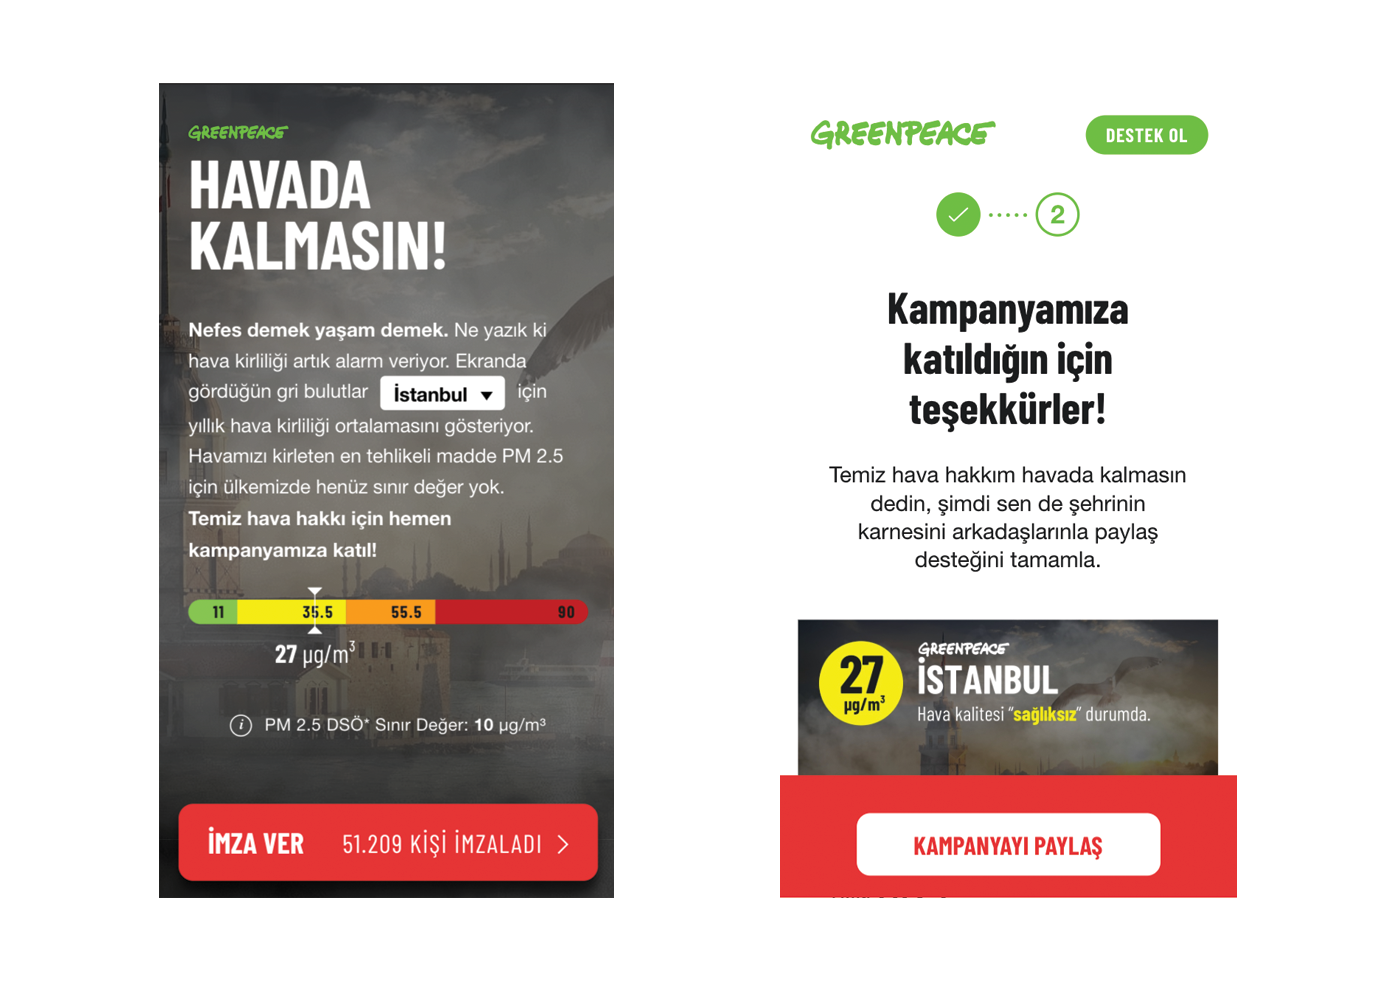 GREENPEACE
HAVADA
KALMASIN!
Nefes demek yaşam demek. Ne yazık ki
hava kirliliği artık alarm veriyor. Ekranda
gördüğün gri bulutlar İstanbul için
yıllık hava kirliliği ortalamasını gösteriyor.
Havamızı kirleten en tehlikeli madde PM 2.5
için ülkemizde henüz sınır değer yok.
Temiz hava hakkı için hemen
kampanyamıza katıl!
11 35.5 55.5 90
27 µg/m³
i PM 2.5 DSÖ* Sınır Değer: 10 µg/m³
İMZA VER 51.209 KİŞİ İMZALADI
GREENPEACE
DESTEK OL
2
Kampanyamıza
katıldığın için
teşekkürler!
Temiz hava hakkım havada kalmasın
dedin, şimdi sen de şehrinin
karnesini arkadaşlarınla paylaş
desteğini tamamla.
27
µg/m³
GREENPEACE
İSTANBUL
Hava kalitesi “sağlıksız” durumda.
KAMPANYAYI PAYLAŞ